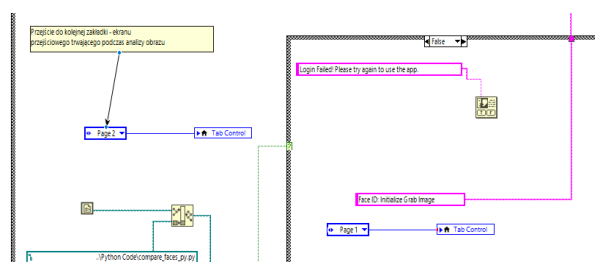 Przejście do kolejnej zakładki - ekranu
przejściowego trwającego podczas analizy obrazu
False
Login Failed! Please try again to use the app.
Page 2
Tab Control
Face ID: Initialize Grab Image
Page 1
Tab Control
..\Python Code\compare_faces_py.py